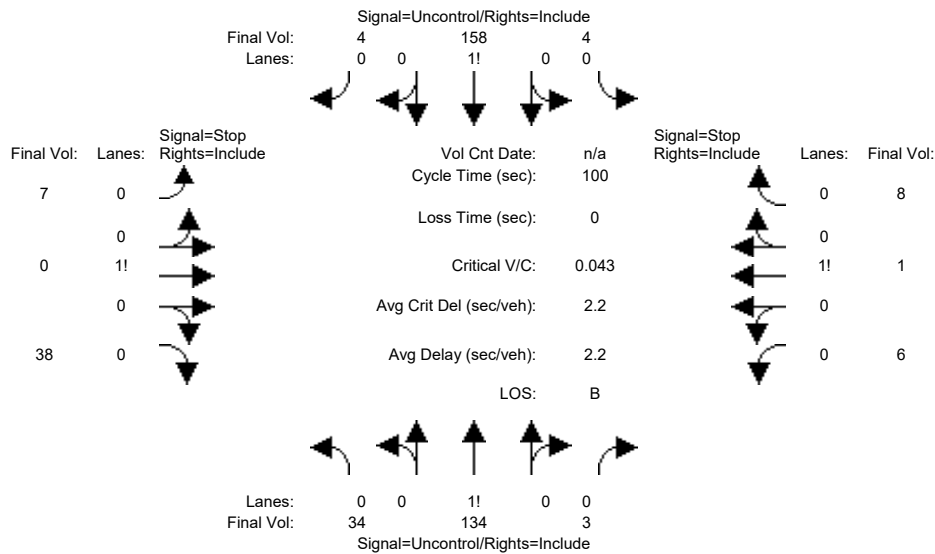 Signal=Uncontrol/Rights=Include
Final Vol: 4 158 4
Lanes: 0 0 1! 0 0
Signal=Stop
Final Vol: Lanes: Rights=Include
Vol Cnt Date: n/a
Signal=Stop
Rights=Include Lanes: Final Vol:
Cycle Time (sec): 100
7 0
0 8
Loss Time (sec): 0
0
0
0 1!
Critical V/C: 0.043
1! 1
0
Avg Crit Del (sec/veh): 2.2
0
38 0
Avg Delay (sec/veh): 2.2
0 6
LOS: B
Lanes: 0 0 1! 0 0
Final Vol: 34 134 3
Signal=Uncontrol/Rights=Include